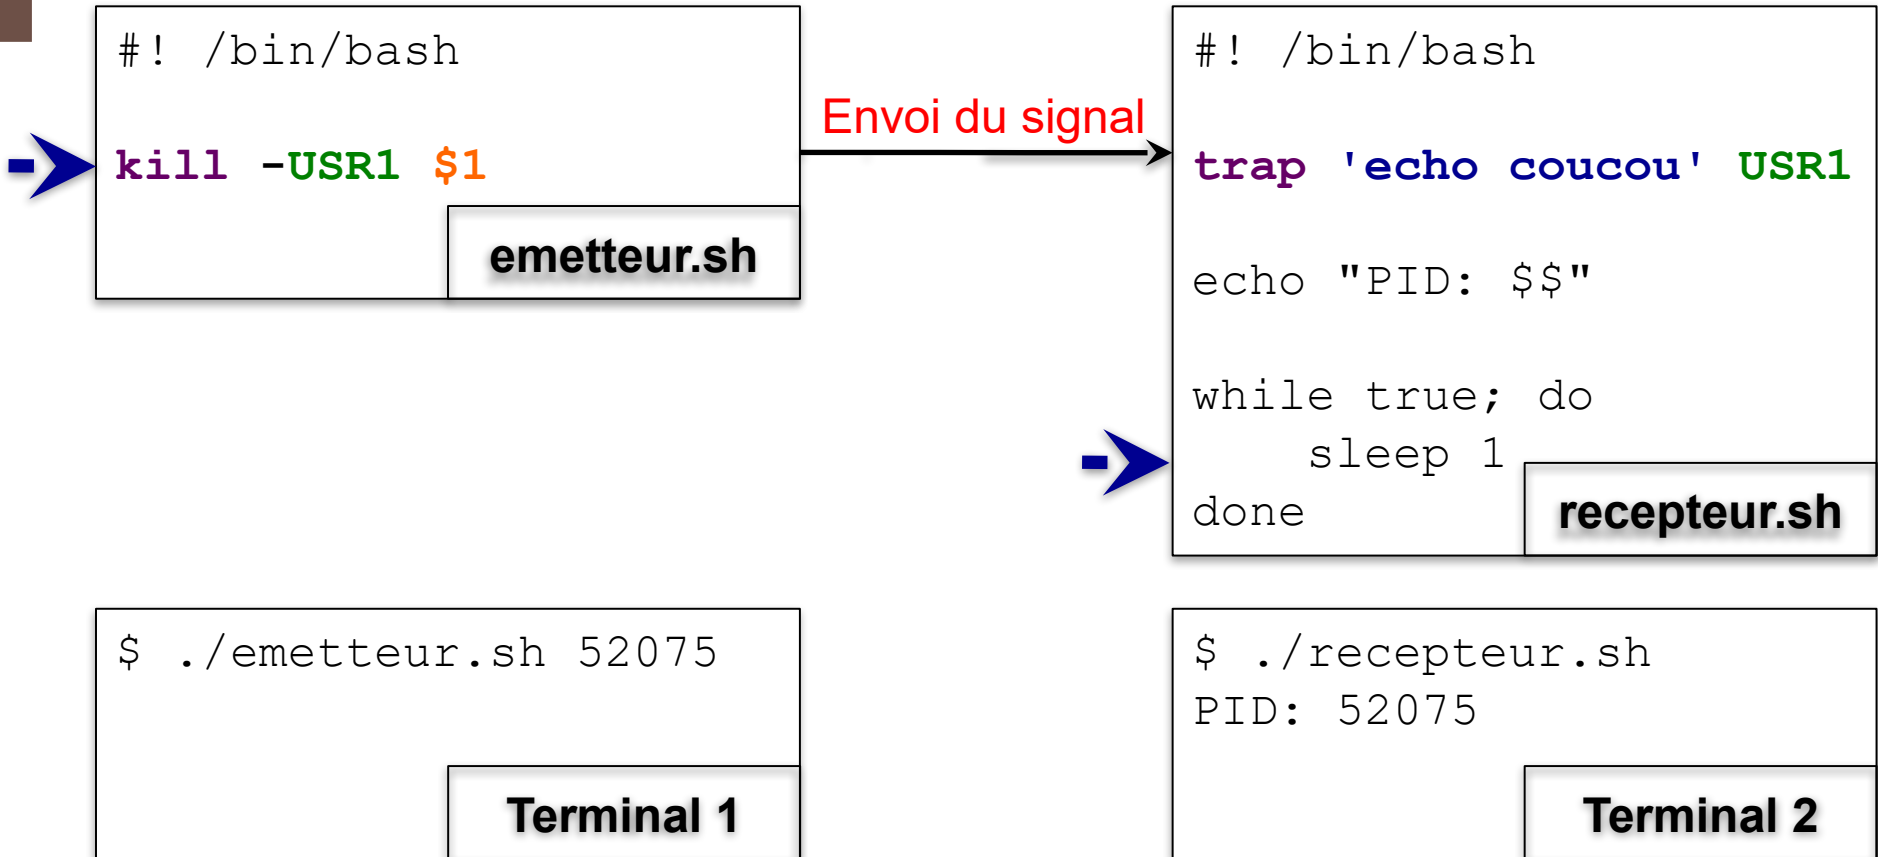 #! /bin/bash
kill -USR1 $1
emetteur.sh
Envoi du signal
#! /bin/bash
trap 'echo coucou' USR1
echo "PID: $$"
while true; do
sleep 1
done
recepteur.sh
$ ./emetteur.sh 52075
Terminal 1
$ ./recepteur.sh
PID: 52075
Terminal 2